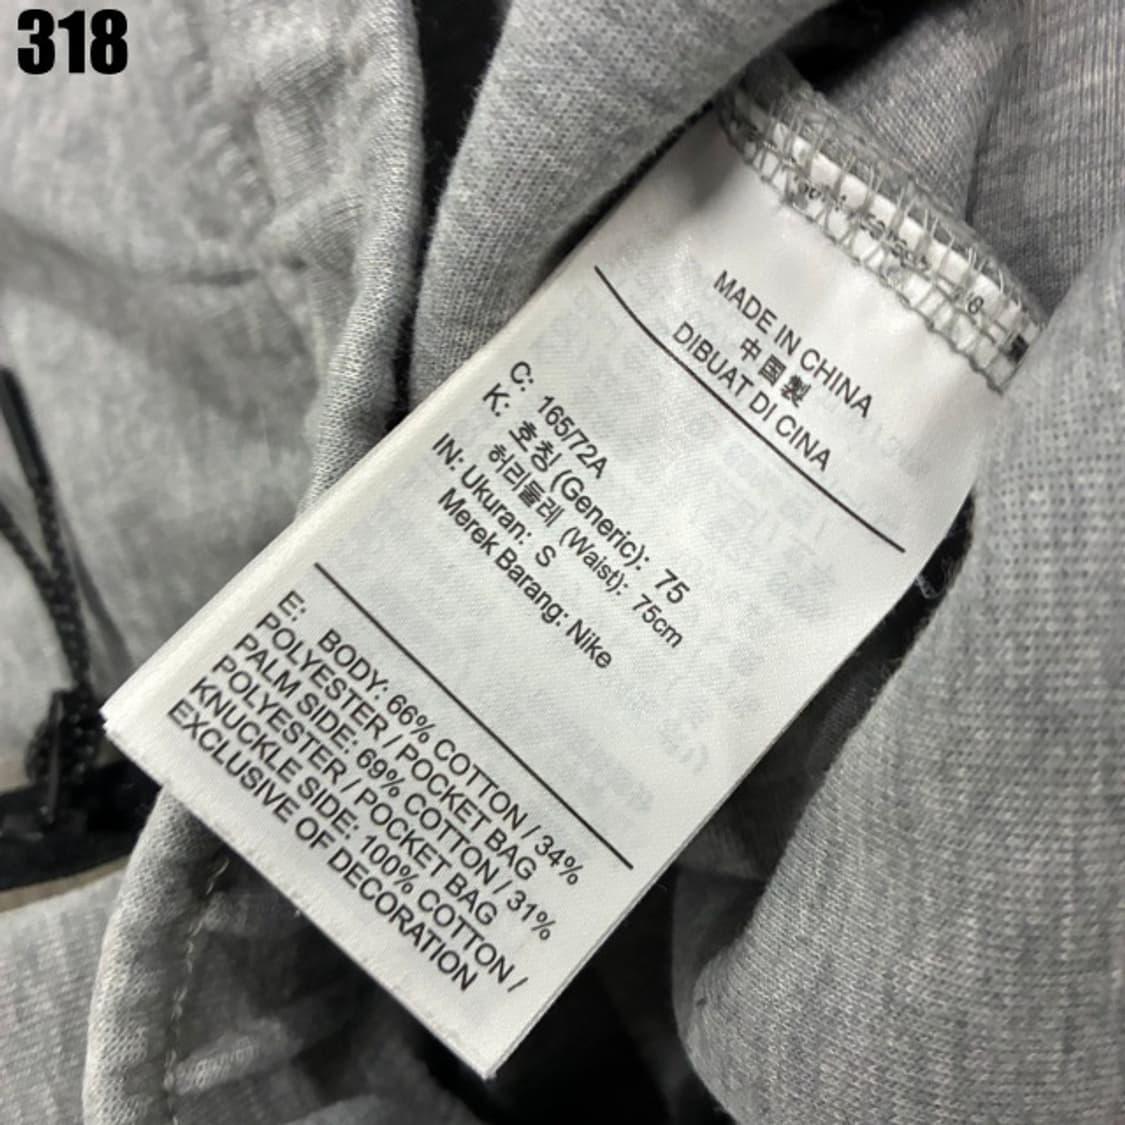 318
MADE IN CHINA
中国製
DIBUAT DI CINA
C: 165/72A
K: 호칭 (Generic): 75
허리둘레 (Waist): 75cm
IN: Ukuran: S
Merek Barang: Nike
E: BODY: 66% COTTON / 34%
POLYESTER / POCKET BAG
PALM SIDE: 69% COTTON / 31%
POLYESTER / POCKET BAG
KNUCKLE SIDE: 100% COTTON /
EXCLUSIVE OF DECORATION